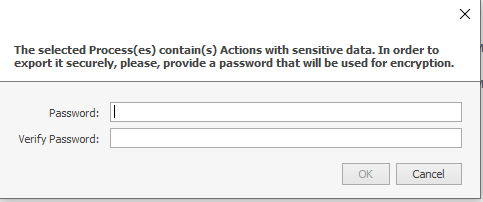 The selected Process(es) contain(s) Actions with sensitive data. In order to
export it securely, please, provide a password that will be used for encryption.
Password:
Verify Password:
OK Cancel